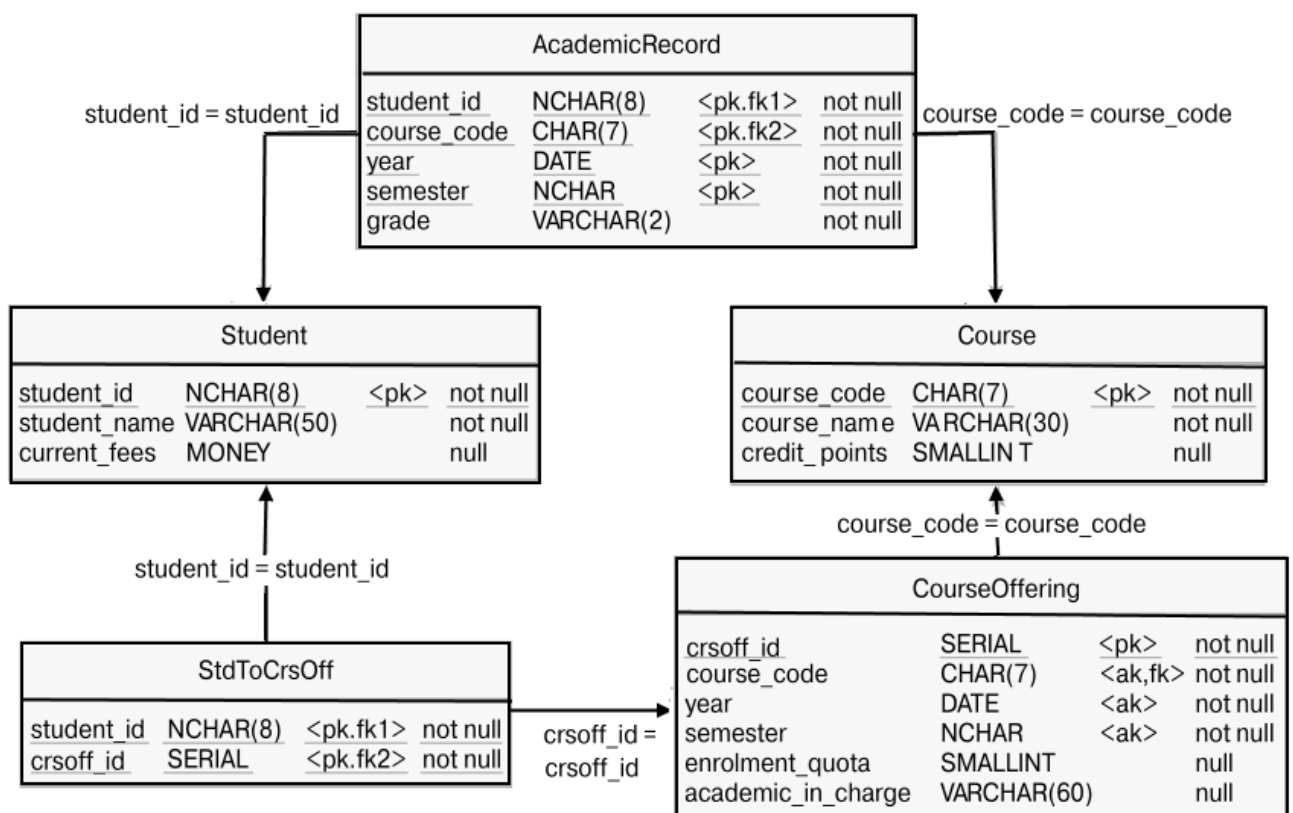 AcademicRecord
student_id NCHAR(8) <pk.fk1> not null
course_code CHAR(7) <pk.fk2> not null
year DATE <pk> not null
semester NCHAR <pk> not null
grade VARCHAR(2) not null
student_id = student_id
course_code = course_code
Student
student_id NCHAR(8) <pk> not null
student_name VARCHAR(50) not null
current_fees MONEY null
Course
course_code CHAR(7) <pk> not null
course_name VARCHAR(30) not null
credit_points SMALLINT null
student_id = student_id
course_code = course_code
StdToCrsOff
student_id NCHAR(8) <pk.fk1> not null
crsoff_id SERIAL <pk.fk2> not null
crsoff_id =
crsoff_id
CourseOffering
crsoff_id SERIAL <pk> not null
course_code CHAR(7) <ak,fk> not null
year DATE <ak> not null
semester NCHAR <ak> not null
enrolment_quota SMALLINT null
academic_in_charge VARCHAR(60) null